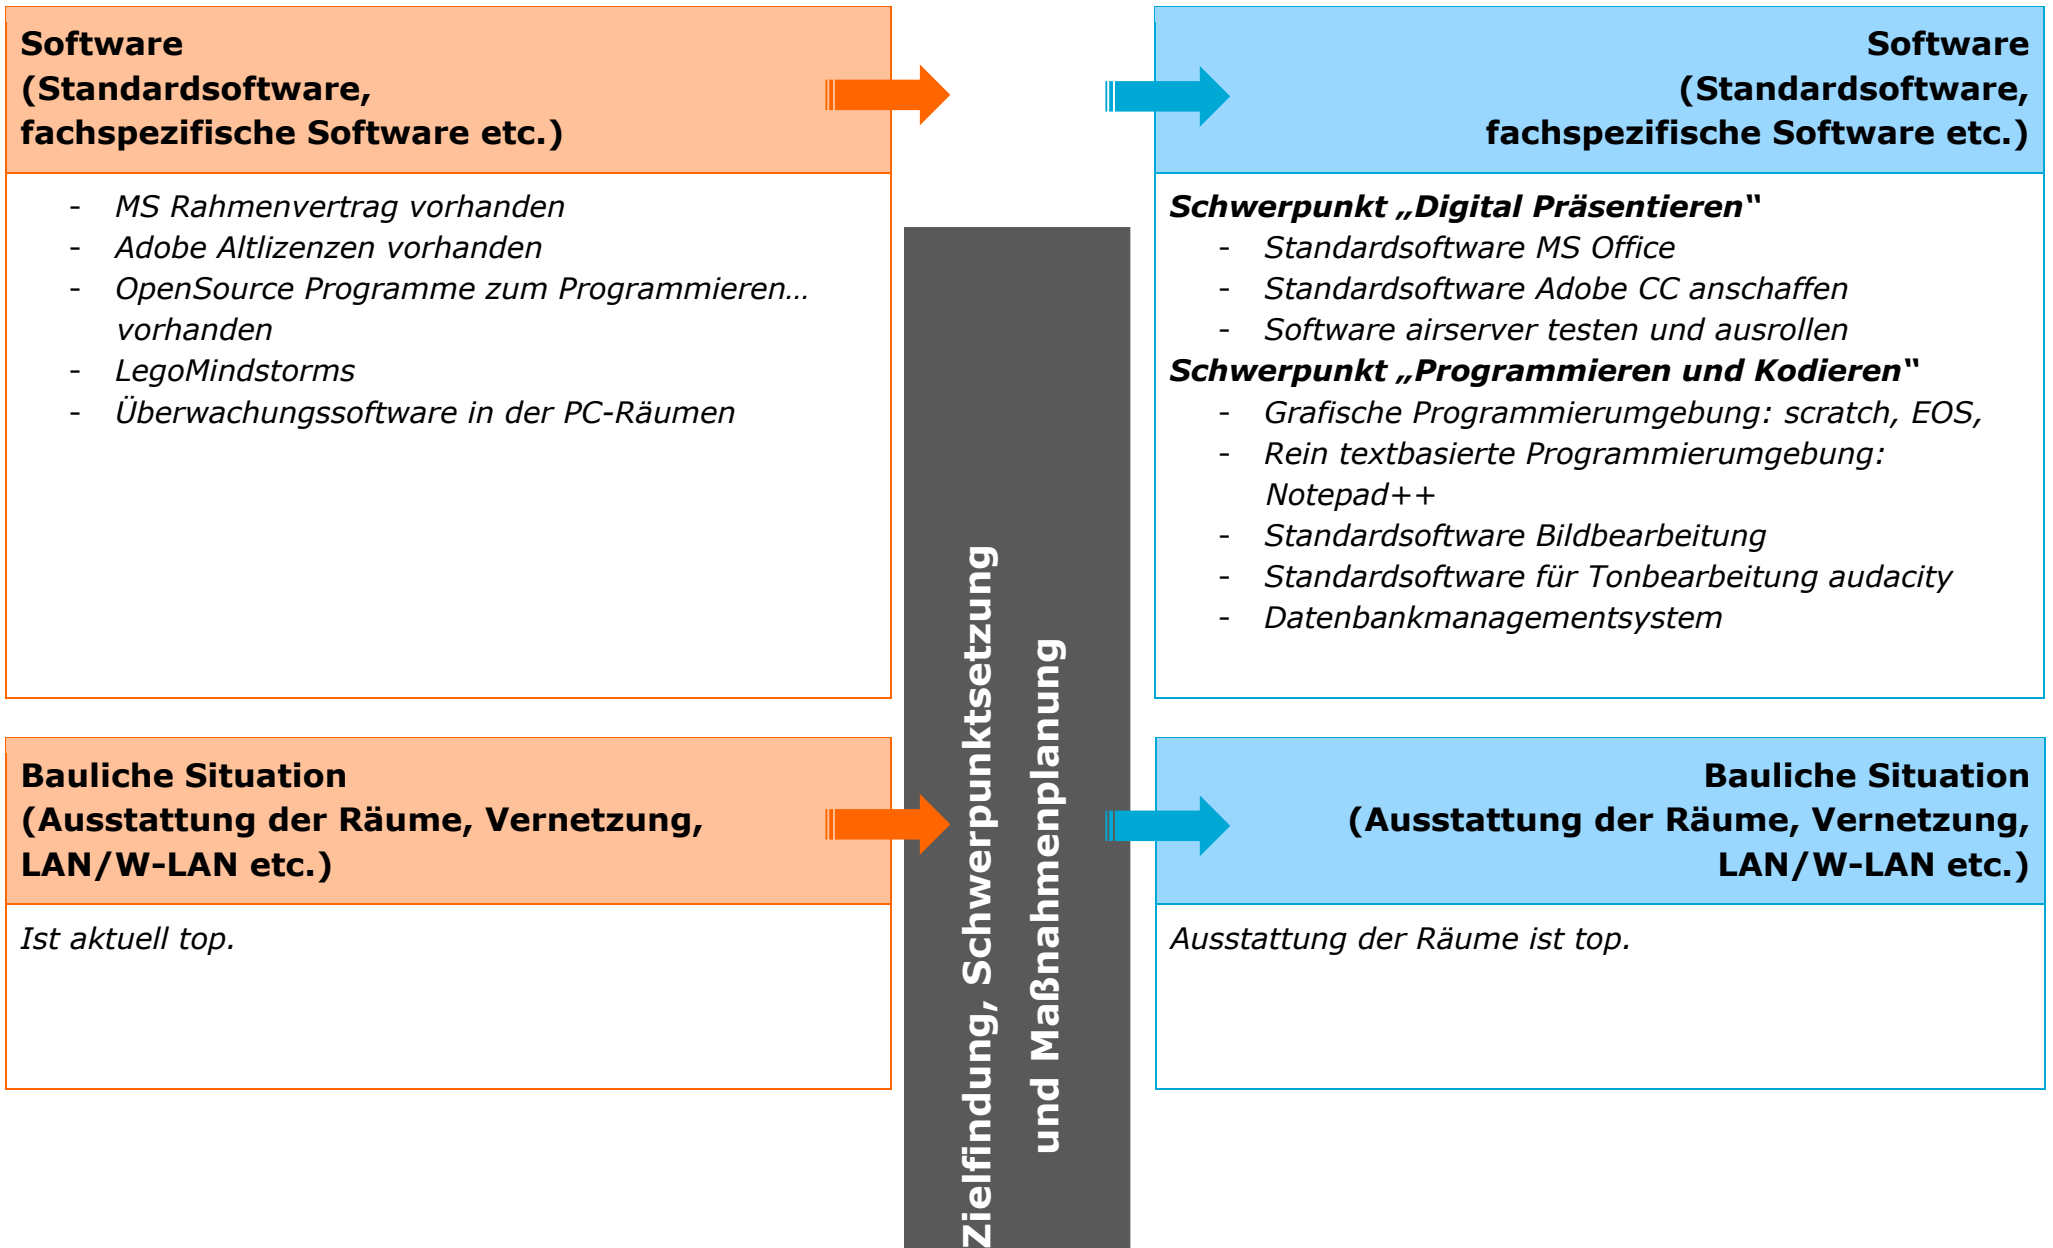 Software
(Standardsoftware,
fachspezifische Software etc.)
- MS Rahmenvertrag vorhanden
- Adobe Altlizenzen vorhanden
- OpenSource Programme zum Programmieren…
vorhanden
- LegoMindstorms
- Überwachungssoftware in der PC-Räumen
Software
(Standardsoftware,
fachspezifische Software etc.)
Schwerpunkt „Digital Präsentieren“
- Standardsoftware MS Office
- Standardsoftware Adobe CC anschaffen
- Software airserver testen und ausrollen
Schwerpunkt „Programmieren und Kodieren“
- Grafische Programmierumgebung: scratch, EOS,
- Rein textbasierte Programmierumgebung:
Notepad++
- Standardsoftware Bildbearbeitung
- Standardsoftware für Tonbearbeitung audacity
- Datenbankmanagementsystem
Zielfindung, Schwerpunktsetzung
und Maßnahmenplanung
Bauliche Situation
(Ausstattung der Räume, Vernetzung,
LAN/W-LAN etc.)
Ist aktuell top.
Bauliche Situation
(Ausstattung der Räume, Vernetzung,
LAN/W-LAN etc.)
Ausstattung der Räume ist top.